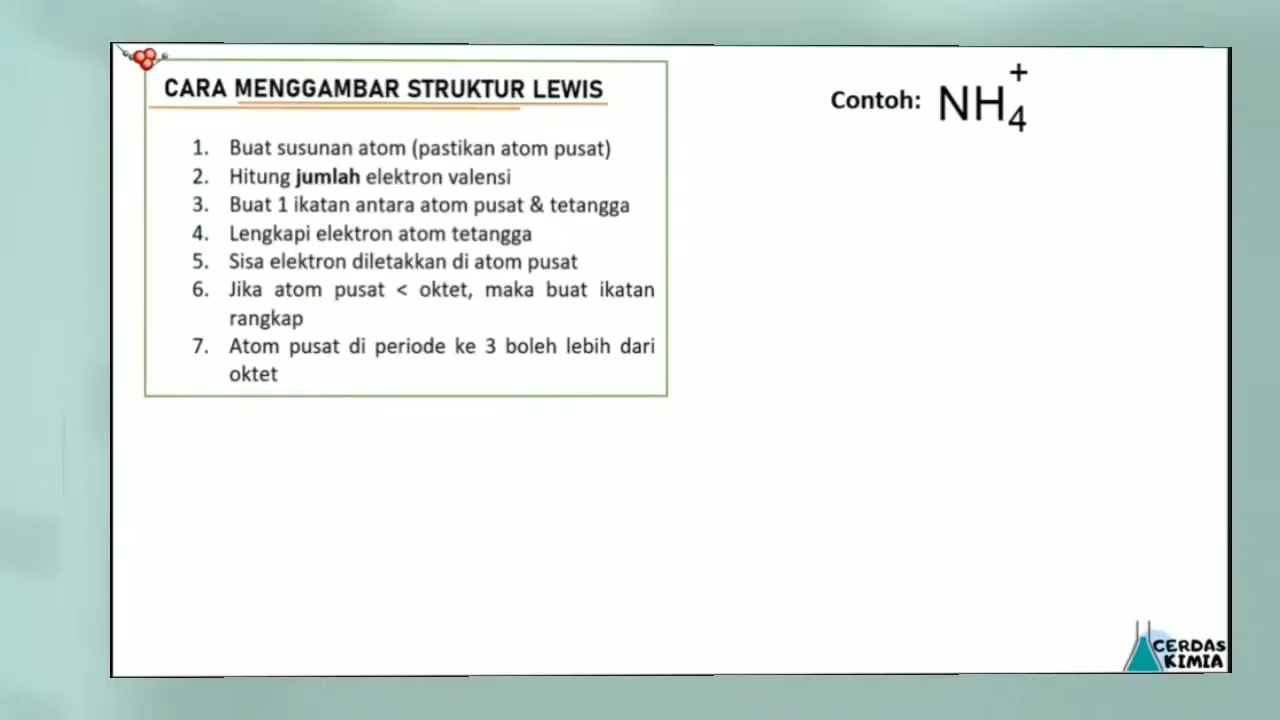 CARA MENGGAMBAR STRUKTUR LEWIS
1. Buat susunan atom (pastikan atom pusat)
2. Hitung jumlah elektron valensi
3. Buat 1 ikatan antara atom pusat & tetangga
4. Lengkapi elektron atom tetangga
5. Sisa elektron diletakkan di atom pusat
6. Jika atom pusat < oktet, maka buat ikatan
rangkap
7. Atom pusat di periode ke 3 boleh lebih dari
oktet
Contoh: NH₄⁺
CERDAS
KIMIA